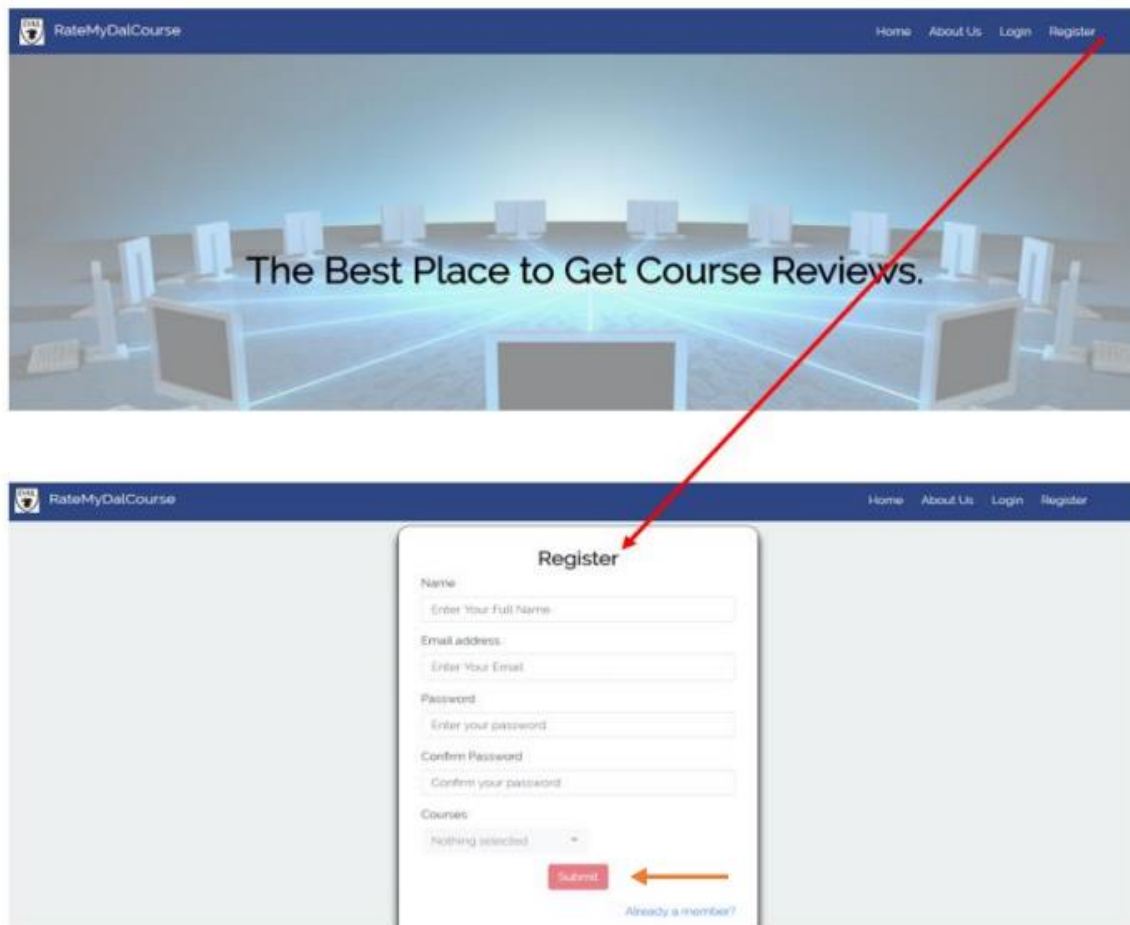 RateMyDalCourse Home About Us Login Register
The Best Place to Get Course Reviews.
RateMyDalCourse Home About Us Login Register
Register
Name
Enter Your Full Name
Email address
Enter Your Email
Password
Enter your password
Confirm Password
Confirm your password
Courses
Nothing selected
Submit
Already a member?